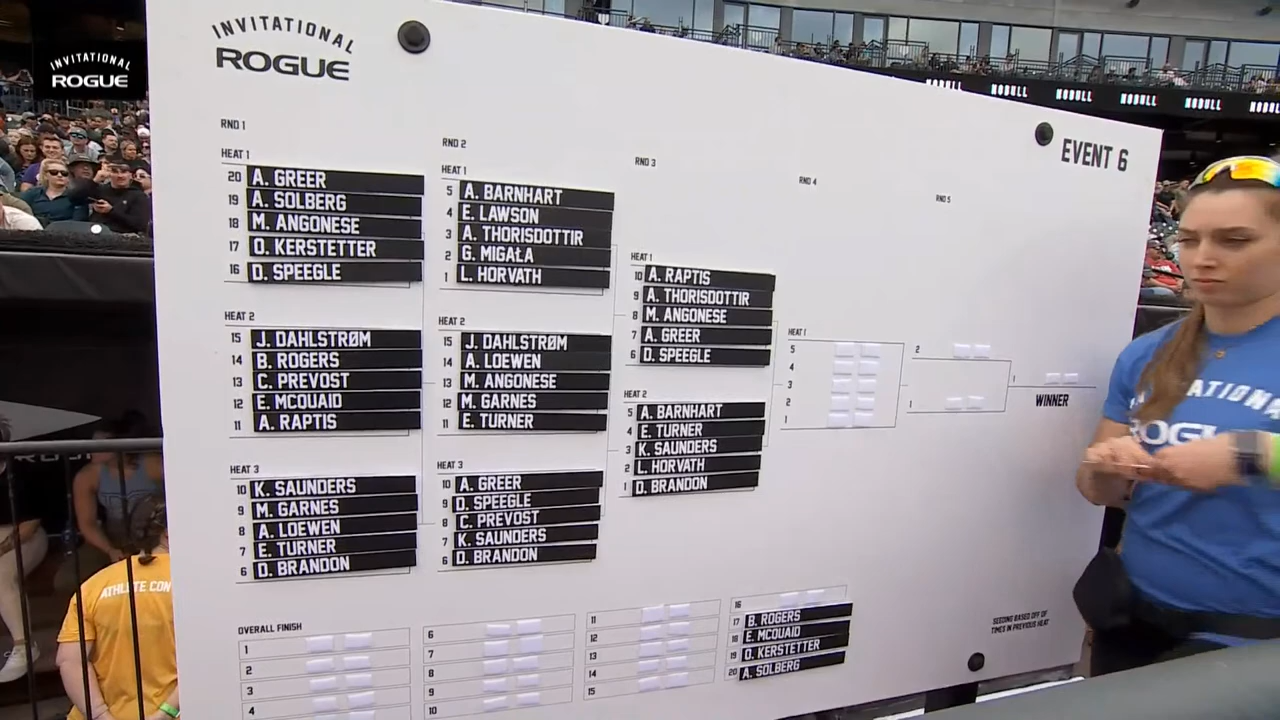 INVITATIONAL
ROGUE
INVITATIONAL
ROGUE
NOBULL NOBULL NOBULL NOBULL NOBULL NOBULL
EVENT 6
RND 1
HEAT 1
20 A. GREER
19 A. SOLBERG
18 M. ANGONESE
17 O. KERSTETTER
16 D. SPEEGLE
HEAT 2
15 J. DAHLSTRØM
14 B. ROGERS
13 C. PREVOST
12 E. MCQUAID
11 A. RAPTIS
HEAT 3
10 K. SAUNDERS
9 M. GARNES
8 A. LOEWEN
7 E. TURNER
6 D. BRANDON
RND 2
HEAT 1
5 A. BARNHART
4 E. LAWSON
3 A. THORISDOTTIR
2 G. MIGAŁA
1 L. HORVATH
HEAT 2
15 J. DAHLSTRØM
14 A. LOEWEN
13 M. ANGONESE
12 M. GARNES
11 E. TURNER
HEAT 3
10 A. GREER
9 D. SPEEGLE
8 C. PREVOST
7 K. SAUNDERS
6 D. BRANDON
RND 3
HEAT 1
10 A. RAPTIS
9 A. THORISDOTTIR
8 M. ANGONESE
7 A. GREER
6 D. SPEEGLE
HEAT 2
5 A. BARNHART
4 E. TURNER
3 K. SAUNDERS
2 L. HORVATH
1 D. BRANDON
RND 4
HEAT 1
5
4
3
2
1
RND 5
2
1
1
WINNER
OVERALL FINISH
1
2
3
4
6
7
8
9
10
11
12
13
14
15
16
17 B. ROGERS
18 E. MCQUAID
19 O. KERSTETTER
20 A. SOLBERG
SEEDING BASED OFF OF
TIMES IN PREVIOUS HEAT
INVITATIONAL
ROGUE
ATHLETE CON